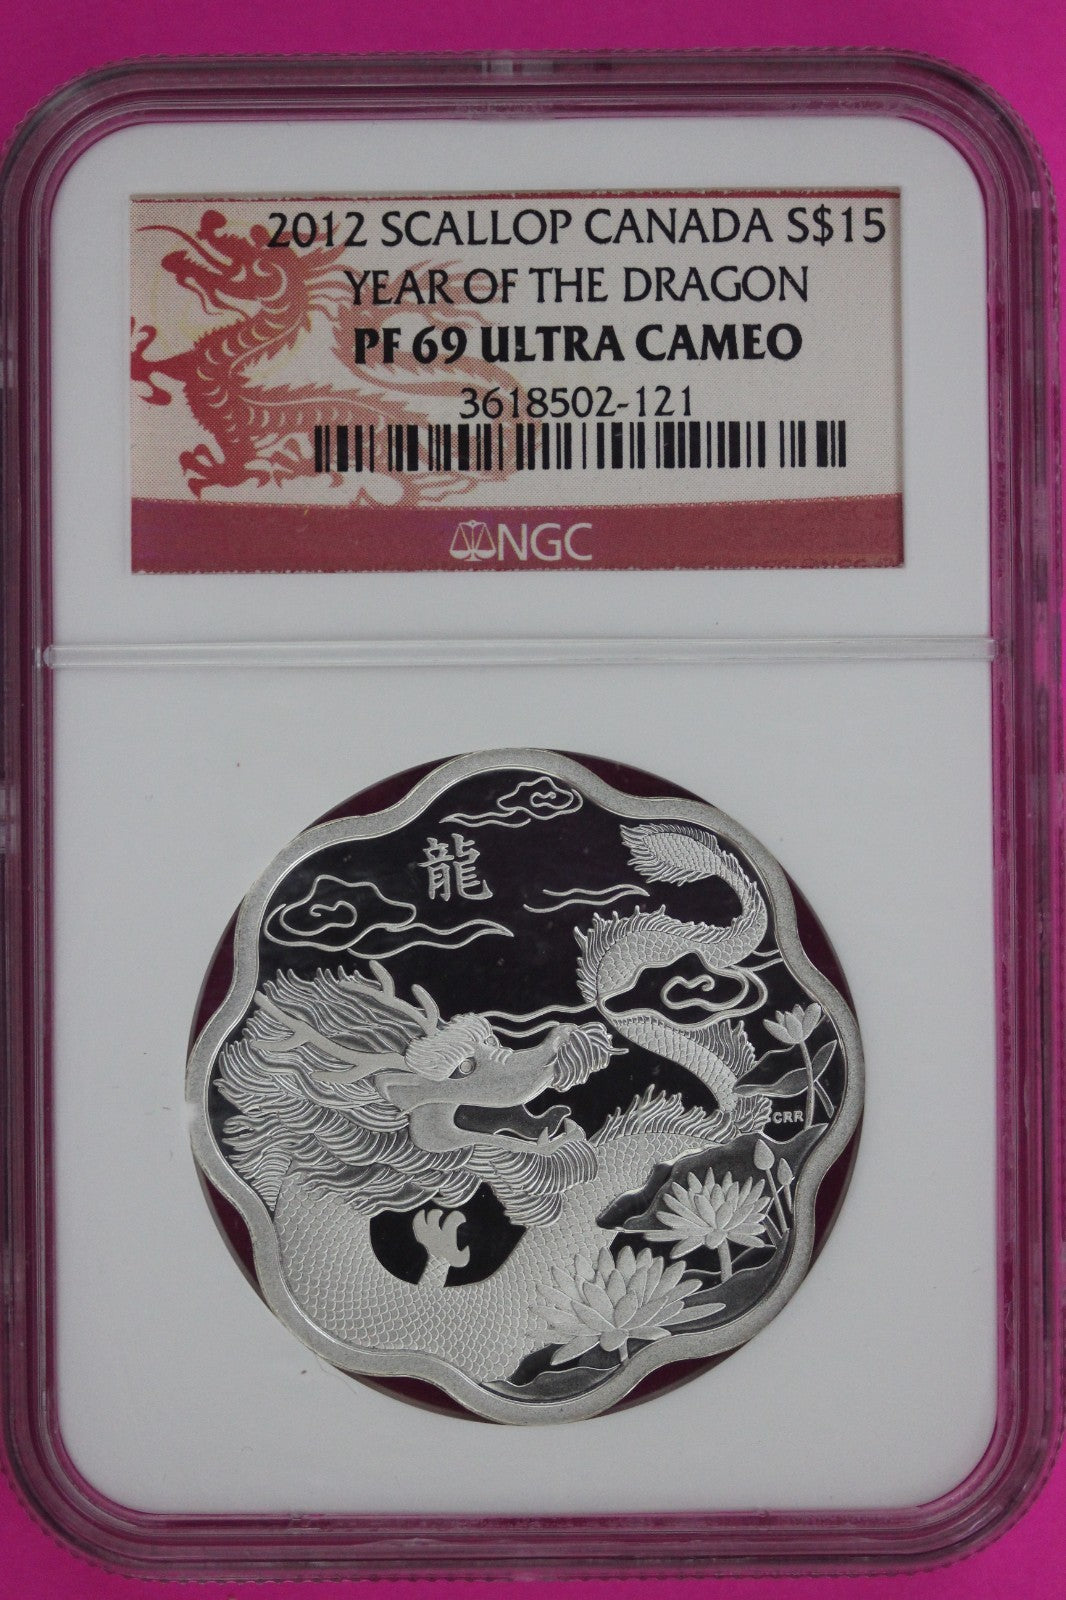 2012 SCALLOP CANADA S$15
YEAR OF THE DRAGON
PF 69 ULTRA CAMEO
3618502-121
NGC
龍
CRR